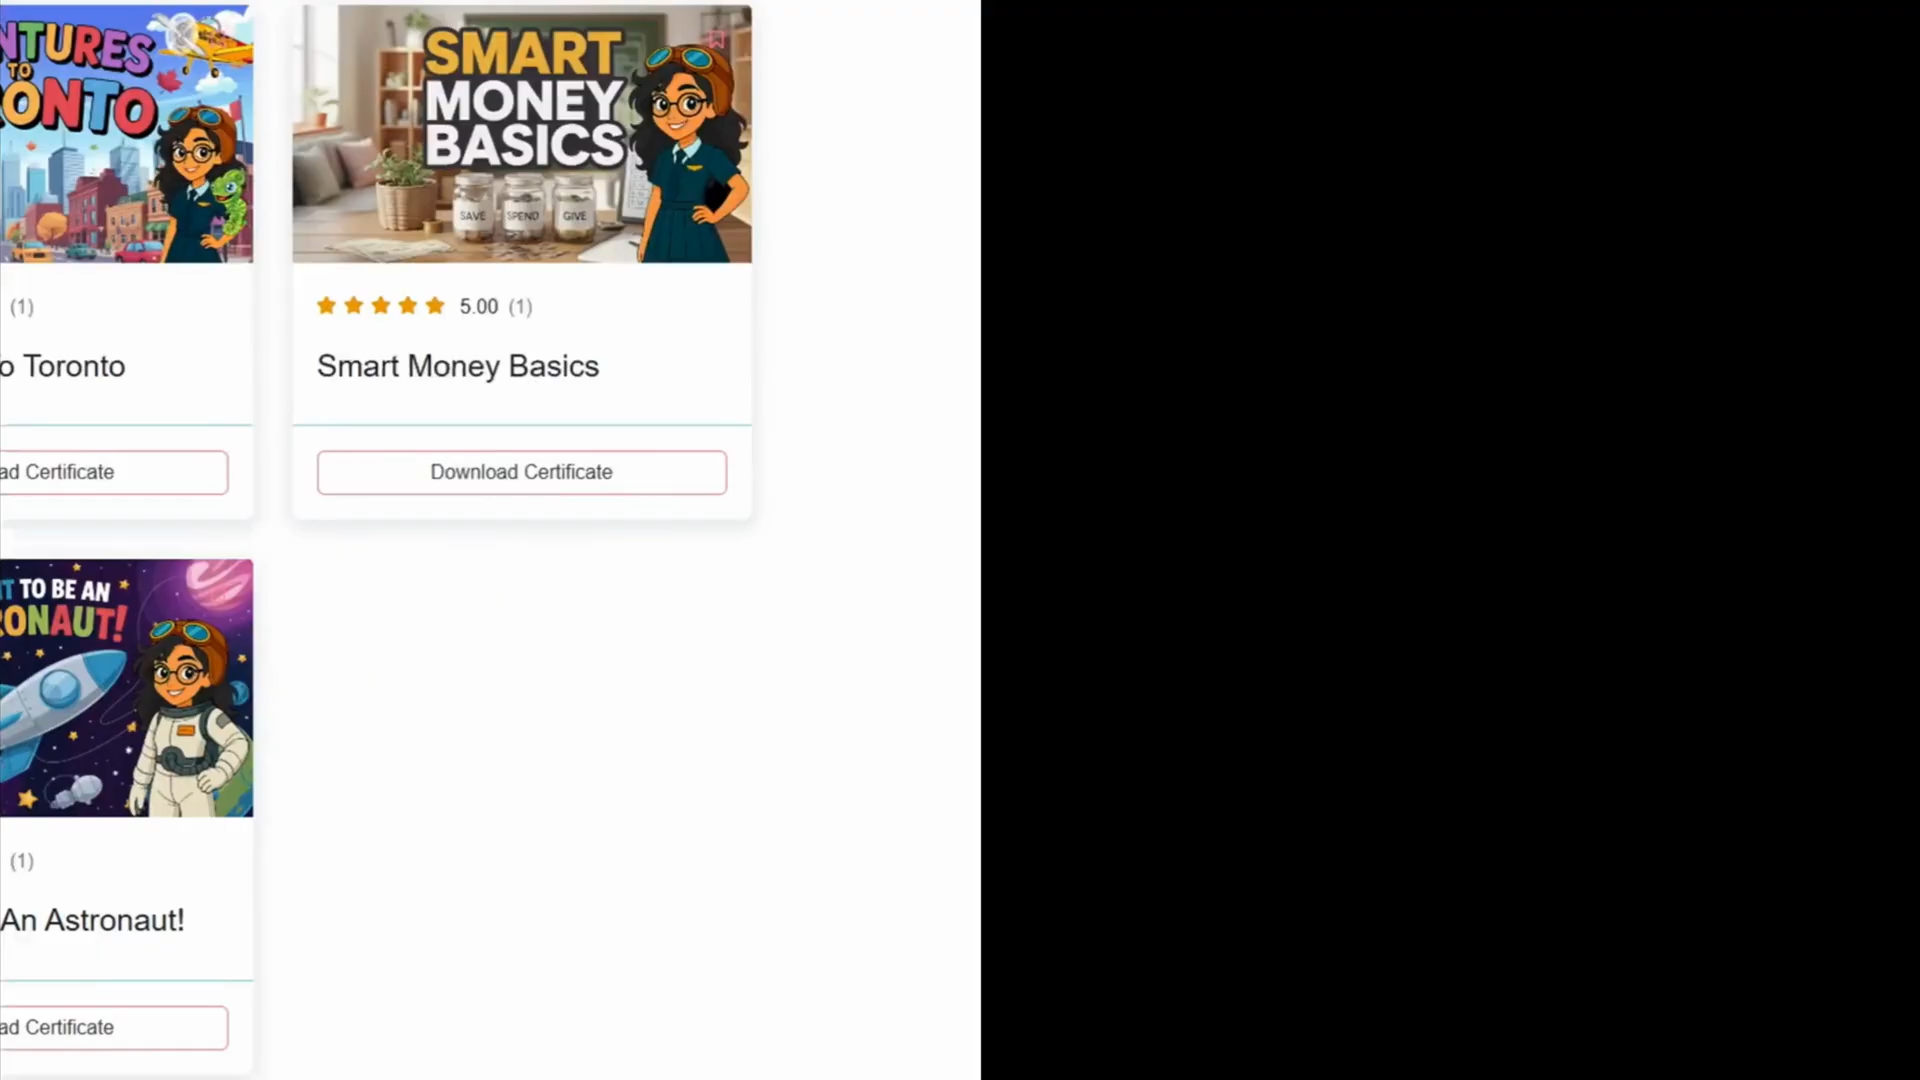 NTURES
TO
ONTO
(1)
o Toronto
ad Certificate
SMART
MONEY
BASICS
SAVE
SPEND
GIVE
5.00 (1)
Smart Money Basics
Download Certificate
TO BE AN
ONAUT!
(1)
An Astronaut!
ad Certificate